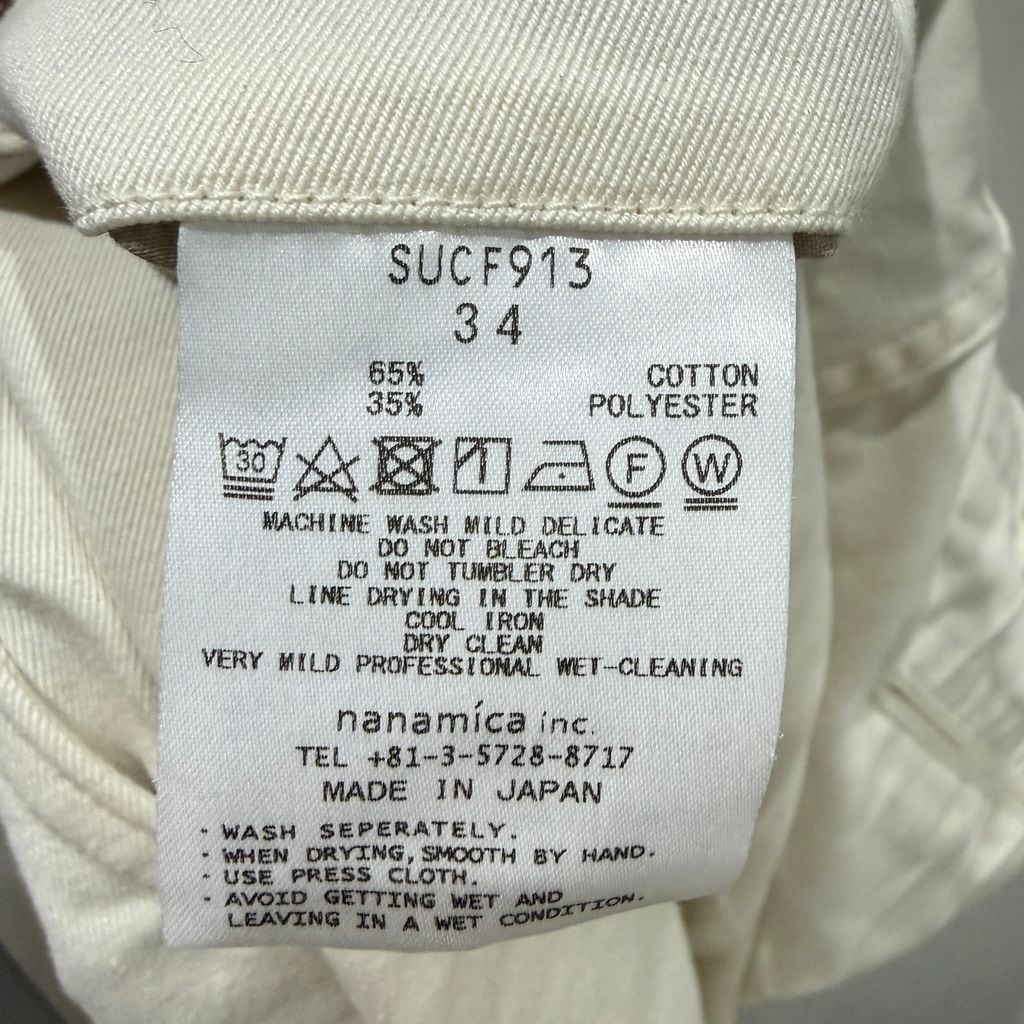 SUCF913
34
65% COTTON
35% POLYESTER
30 F W
MACHINE WASH MILD DELICATE
DO NOT BLEACH
DO NOT TUMBLER DRY
LINE DRYING IN THE SHADE
COOL IRON
DRY CLEAN
VERY MILD PROFESSIONAL WET-CLEANING
nanamíca inc.
TEL +81-3-5728-8717
MADE IN JAPAN
· WASH SEPERATELY.
· WHEN DRYING, SMOOTH BY HAND.
· USE PRESS CLOTH.
· AVOID GETTING WET AND
LEAVING IN A WET CONDITION.